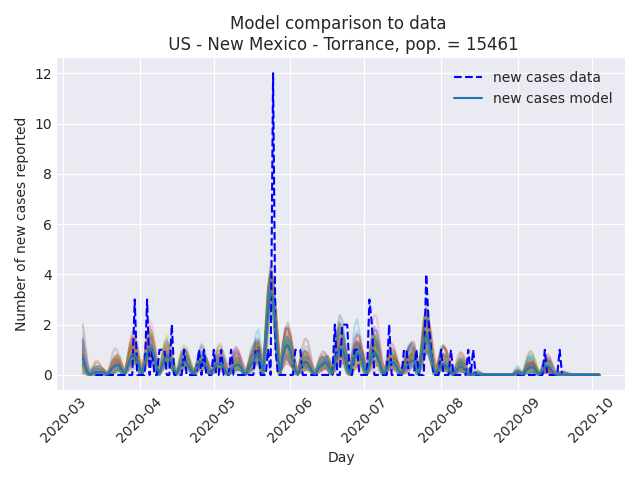 Model comparison to data
US - New Mexico - Torrance, pop. = 15461
new cases data
new cases model
Number of new cases reported
12
10
8
6
4
2
0
2020-03
2020-04
2020-05
2020-06
2020-07
2020-08
2020-09
2020-10
Day